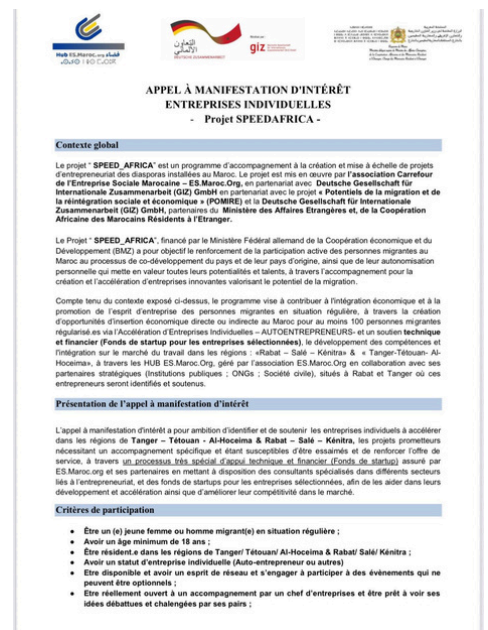 Hub ES.Maroc.org
DEUTSCHE ZUSAMMENARBEIT
giz
APPEL À MANIFESTATION D'INTÉRÊT
ENTREPRISES INDIVIDUELLES
- Projet SPEEDAFRICA -
Contexte global
Le projet “ SPEED_AFRICA” est un programme d’accompagnement à la création et mise à échelle de projets
d’entrepreneuriat des diasporas installées au Maroc. Le projet est mis en œuvre par l’association Carrefour
de l’Entreprise Sociale Marocaine – ES.Maroc.Org, en partenariat avec Deutsche Gesellschaft für
Internationale Zusammenarbeit (GIZ) GmbH en partenariat avec le projet « Potentiels de la migration et de
la réintégration sociale et économique » (POMIRE) et la Deutsche Gesellschaft für Internationale
Zusammenarbeit (GIZ) GmbH, partenaires du Ministère des Affaires Etrangères et, de la Coopération
Africaine des Marocains Résidents à l’Etranger.
Le Projet “ SPEED_AFRICA”, financé par le Ministère Fédéral allemand de la Coopération économique et du
Développement (BMZ) a pour objectif le renforcement de la participation active des personnes migrantes au
Maroc au processus de co-développement du pays et de leur pays d’origine, ainsi que de leur autonomisation
personnelle qui mette en valeur toutes leurs potentialités et talents, à travers l’accompagnement pour la
création et l’accélération d’entreprises innovantes valorisant le potentiel de la migration.
Compte tenu du contexte exposé ci-dessus, le programme vise à contribuer à l’intégration économique et à la
promotion de l’esprit d’entreprise des personnes migrantes en situation régulière, à travers la création
d’opportunités d’insertion économique directe ou indirecte au Maroc pour au moins 100 personnes migrantes
régularisé.es via l’Accélération d’Entreprises Individuelles – AUTOENTREPRENEURS- et un soutien technique
et financier (Fonds de startup pour les entreprises sélectionnées), le développement des compétences et
l’intégration sur le marché du travail dans les régions : «Rabat – Salé – Kénitra» & « Tanger-Tétouan- Al-
Hoceima», à travers les HUB ES.Maroc.Org, géré par l’association ES.Maroc.Org en collaboration avec ses
partenaires stratégiques (Institutions publiques ; ONGs ; Société civile), situés à Rabat et Tanger où ces
entrepreneurs seront identifiés et soutenus.
Présentation de l’appel à manifestation d’intérêt
L’appel à manifestation d’intérêt a pour ambition d’identifier et de soutenir les entreprises individuels à accélérer
dans les régions de Tanger – Tétouan - Al-Hoceima & Rabat – Salé – Kénitra, les projets prometteurs
nécessitant un accompagnement spécifique et étant susceptibles d’être essaimés et de renforcer l’offre de
service, à travers un processus très spécial d’appui technique et financier (Fonds de startup) assuré par
ES.Maroc.org et ses partenaires en mettant à disposition des consultants spécialisés dans différents secteurs
liés à l’entrepreneuriat, et des fonds de startups pour les entreprises sélectionnées, afin de les aider dans leurs
développement et accélération ainsi que d’améliorer leur compétitivité dans le marché.
Critères de participation
● Être un (e) jeune femme ou homme migrant(e) en situation régulière ;
● Avoir un âge minimum de 18 ans ;
● Être résident.e dans les régions de Tanger/ Tétouan/ Al-Hoceima & Rabat/ Salé/ Kénitra ;
● Avoir un statut d’entreprise individuelle (Auto-entrepreneur ou autres)
● Etre disponible et avoir un esprit de réseau et s’engager à participer à des évènements qui ne
peuvent être optionnels ;
● Etre réellement ouvert à un accompagnement par un chef d’entreprises et être prêt à voir ses
idées débattues et chalengées par ses pairs ;